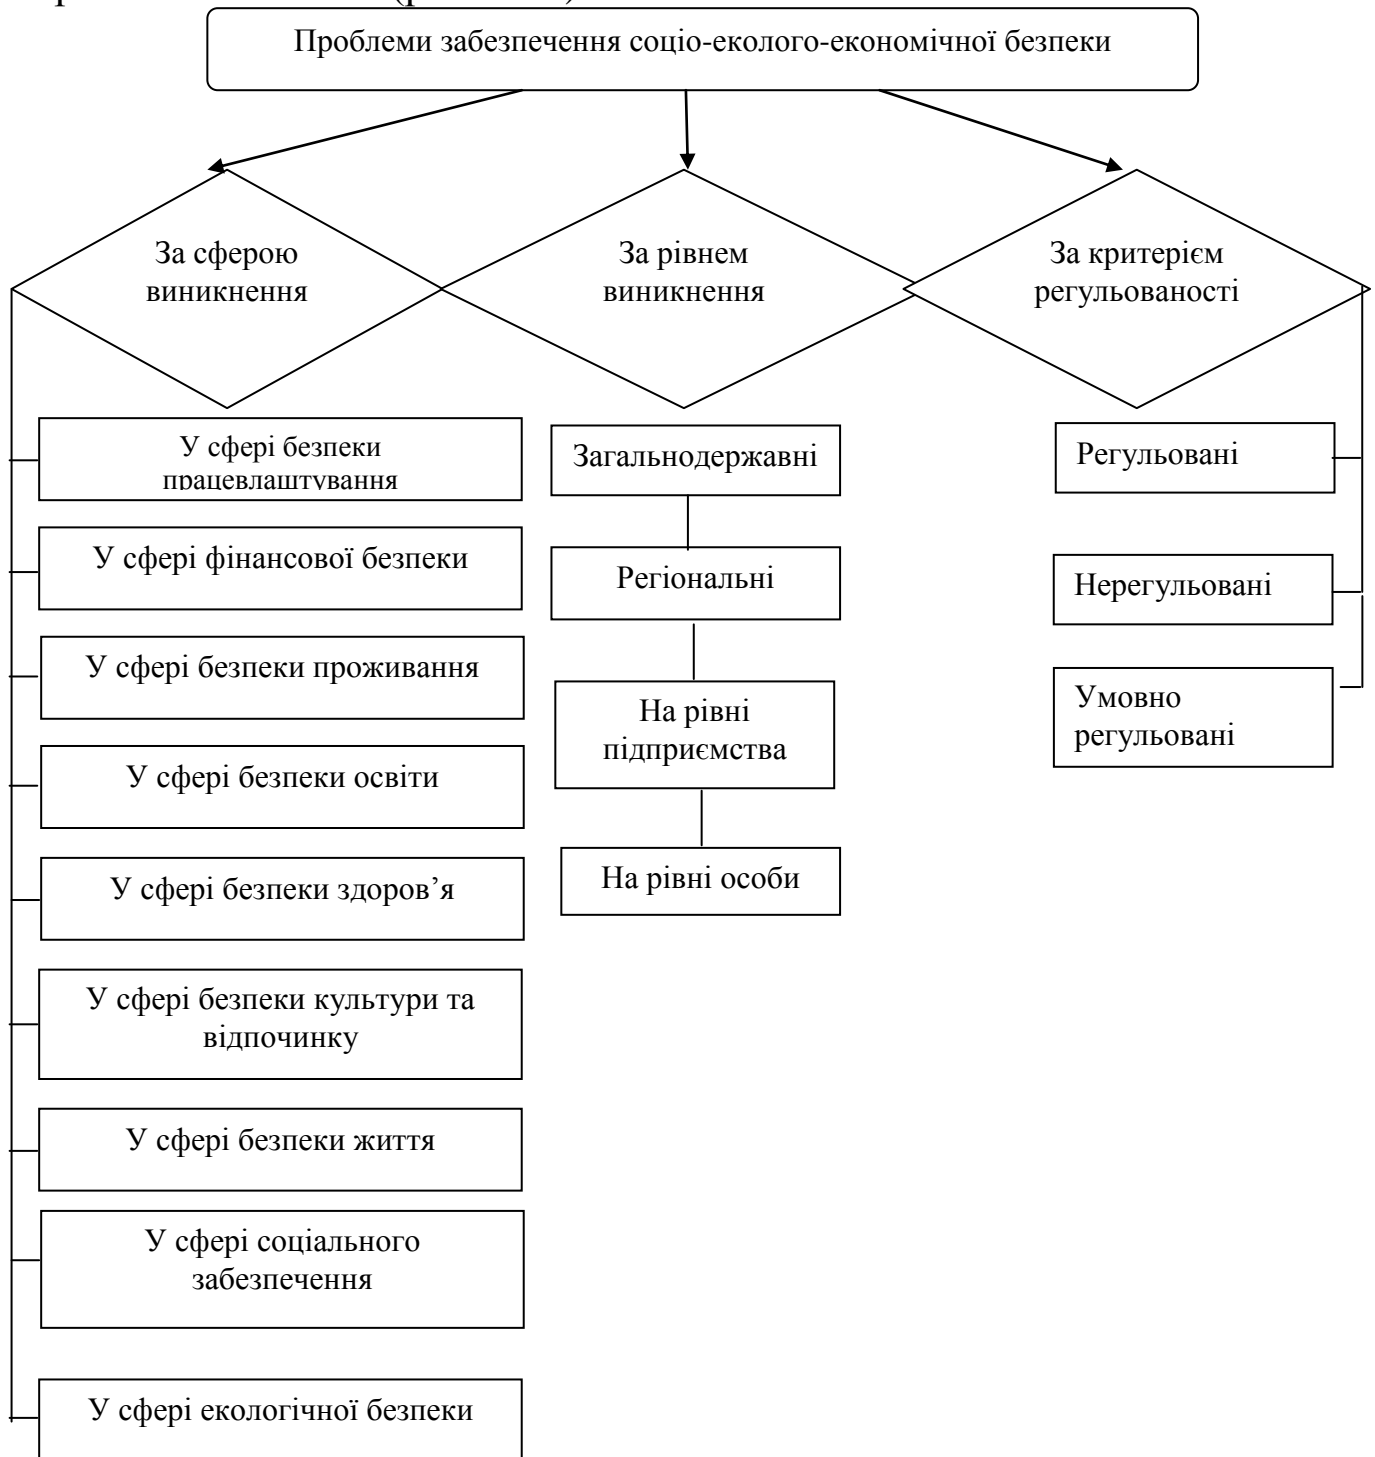 Проблеми забезпечення соціо-еколого-економічної безпеки
За сферою
виникнення
За рівнем
виникнення
За критерієм
регульованості
У сфері безпеки
працевлаштування
У сфері фінансової безпеки
У сфері безпеки проживання
У сфері безпеки освіти
У сфері безпеки здоров’я
У сфері безпеки культури та
відпочинку
У сфері безпеки життя
У сфері соціального
забезпечення
У сфері екологічної безпеки
Загальнодержавні
Регіональні
На рівні
підприємства
На рівні особи
Регульовані
Нерегульовані
Умовно
регульовані